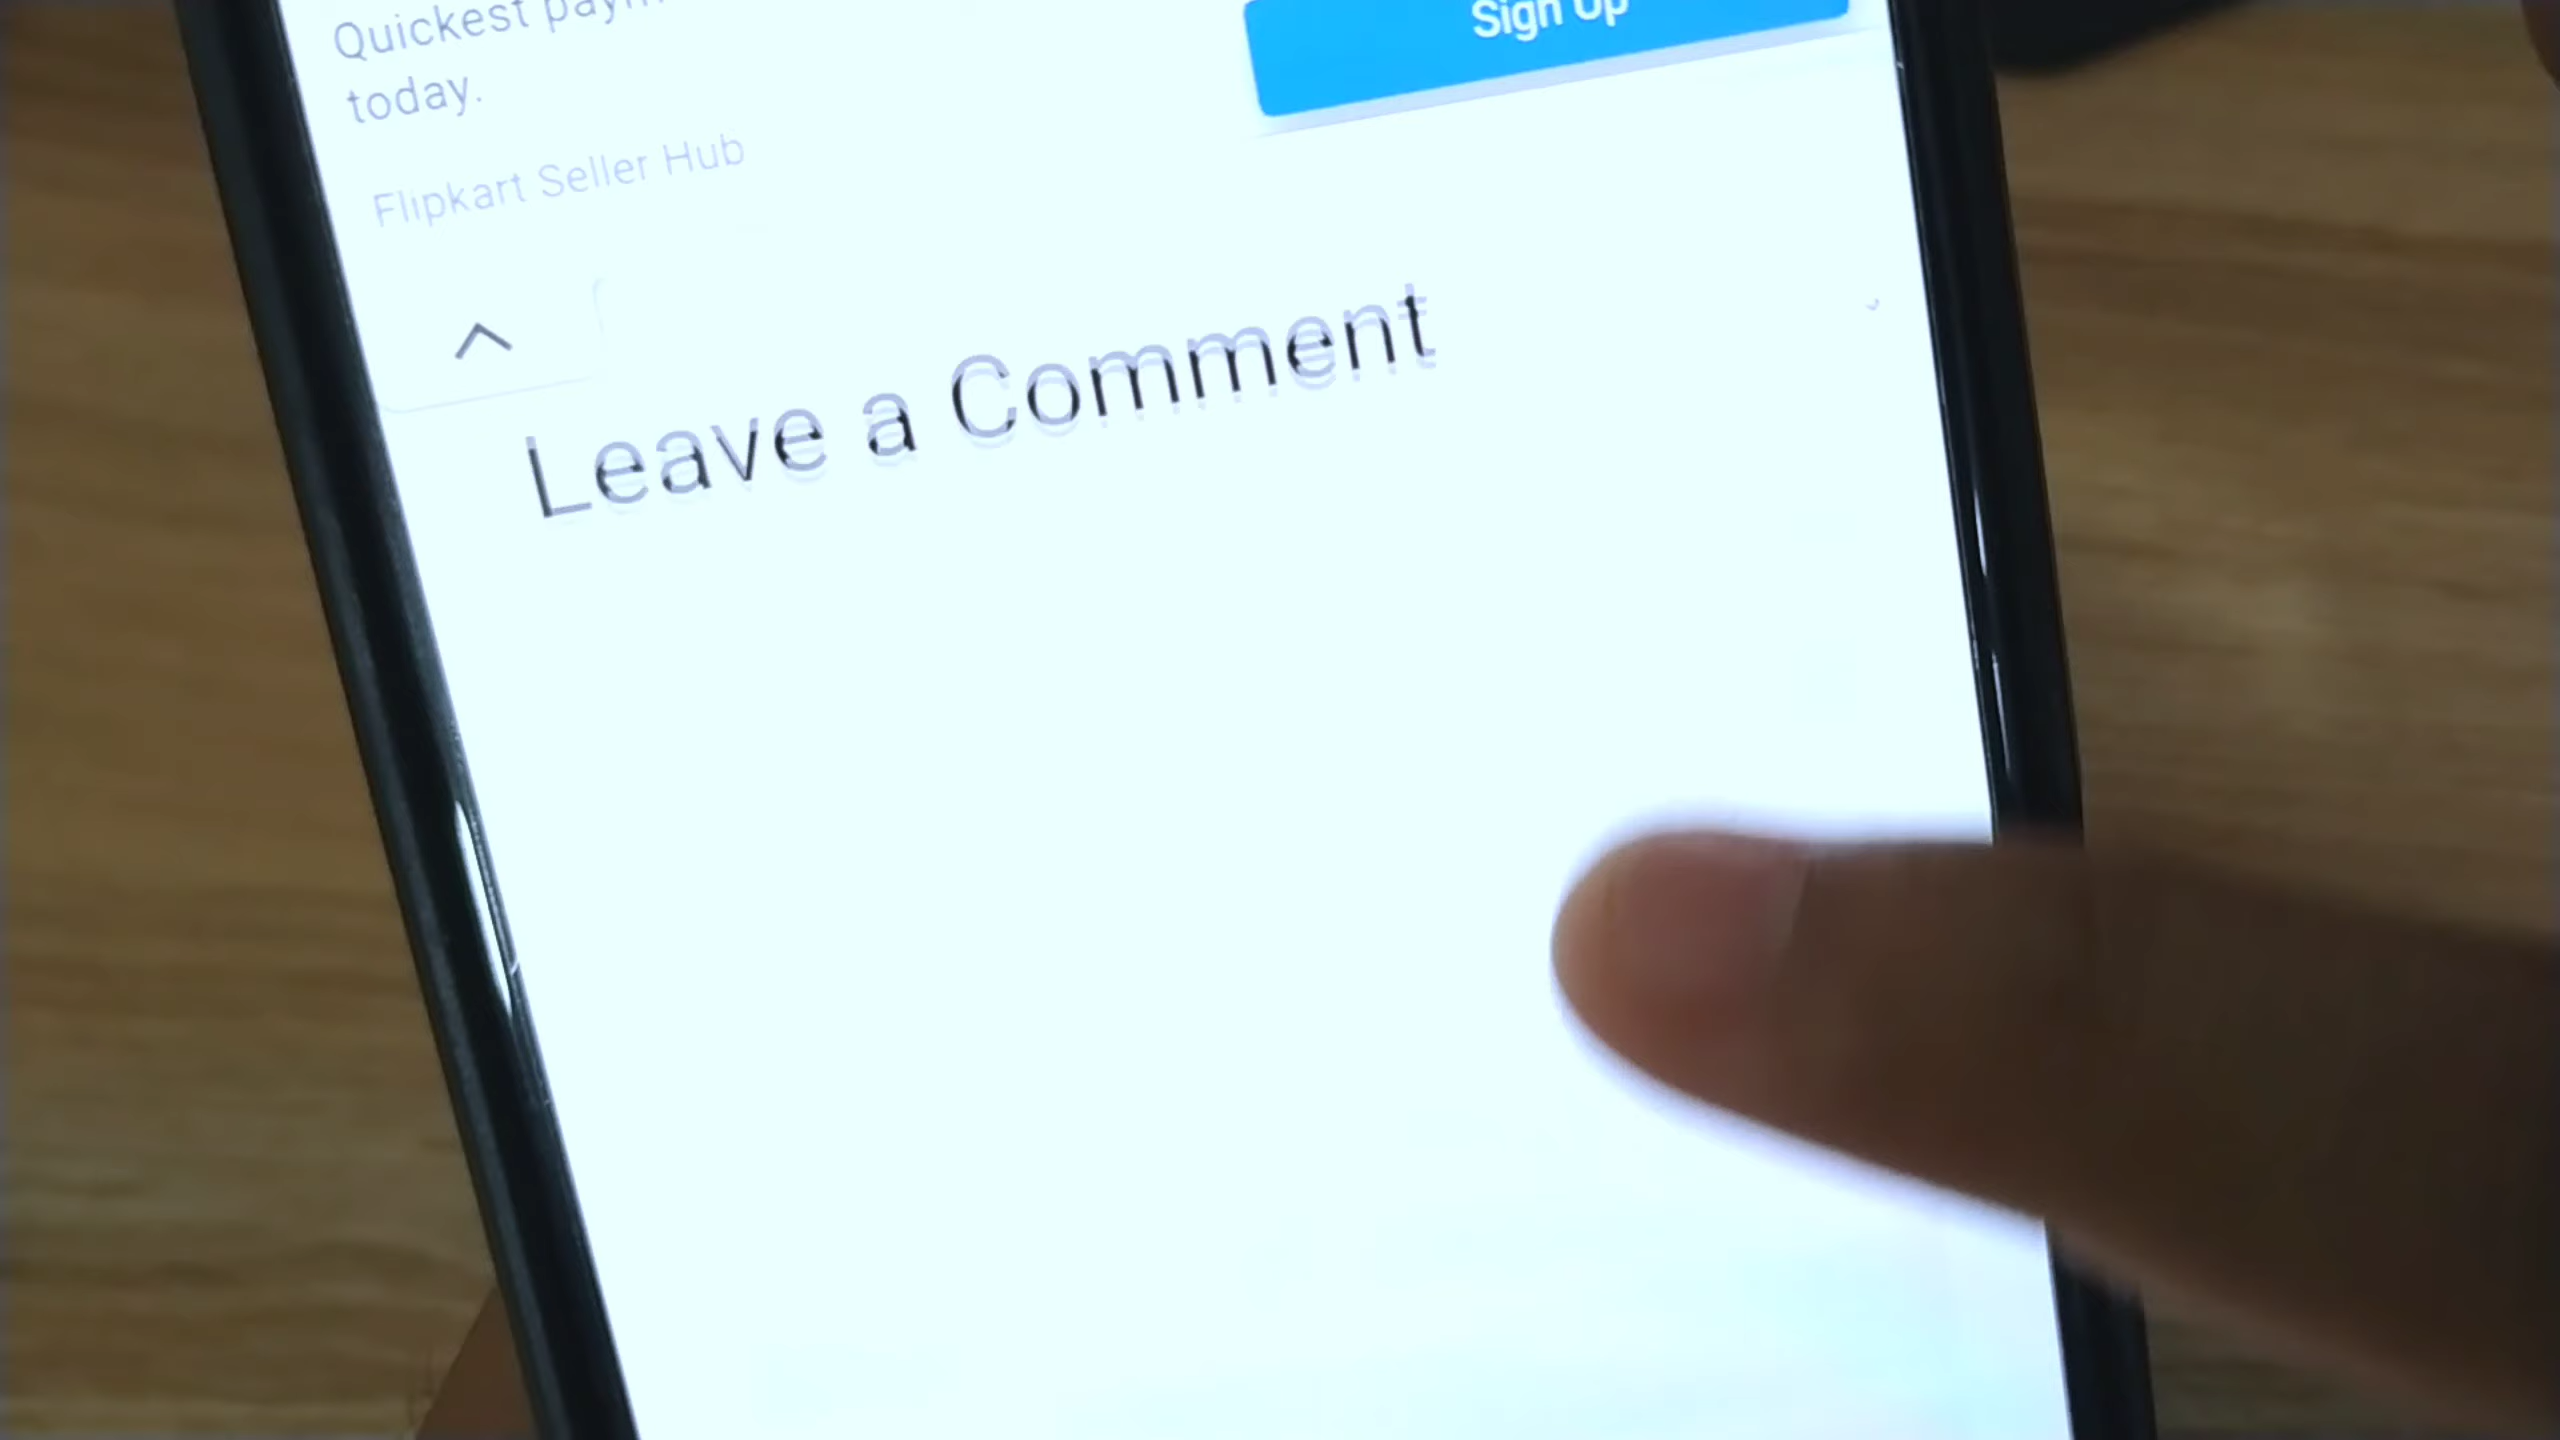 Quickest
today.
Sign Up
Flipkart Seller Hub
Leave a Comment